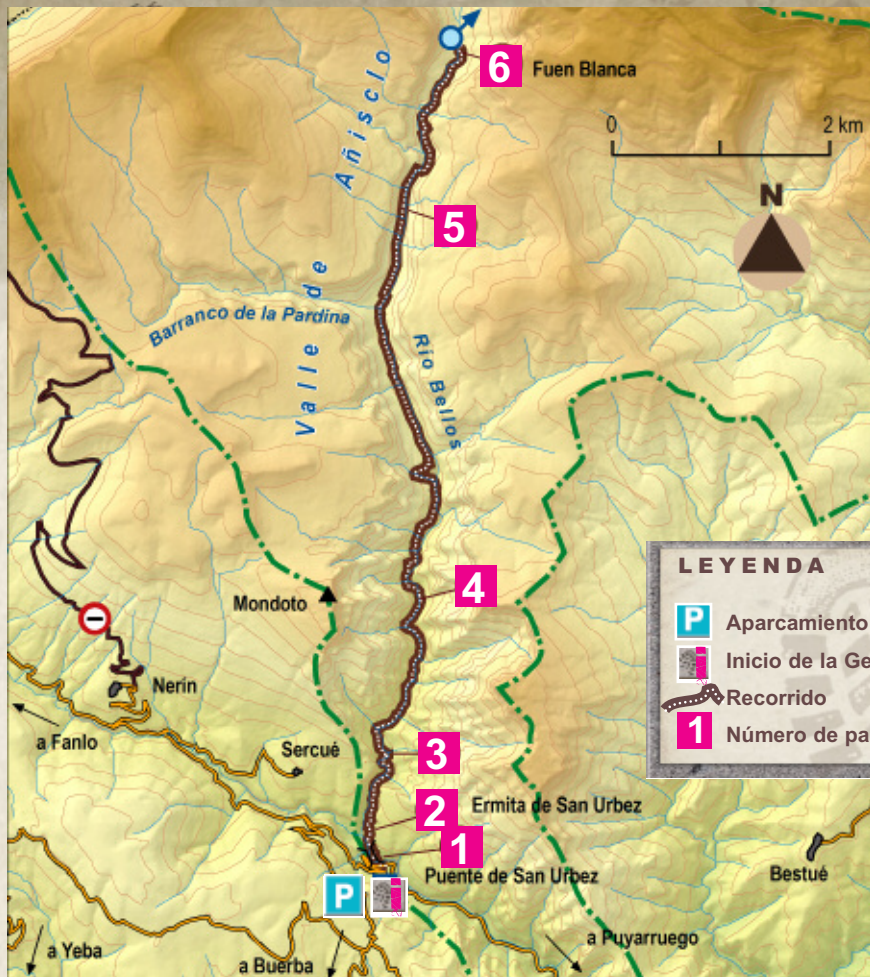 6
Fuen Blanca
0
2 km
N
Valle de Añisclo
5
Barranco de la Pardina
Río Bellos
Mondoto
4
LEYENDA
P Aparcamiento
Inicio de la Ge
Recorrido
1 Número de pa
Nerín
a Fanlo
Sercué
3
2
Ermita de San Urbez
1
Puente de San Urbez
P
Bestué
a Yeba
a Buerba
a Puyarruego